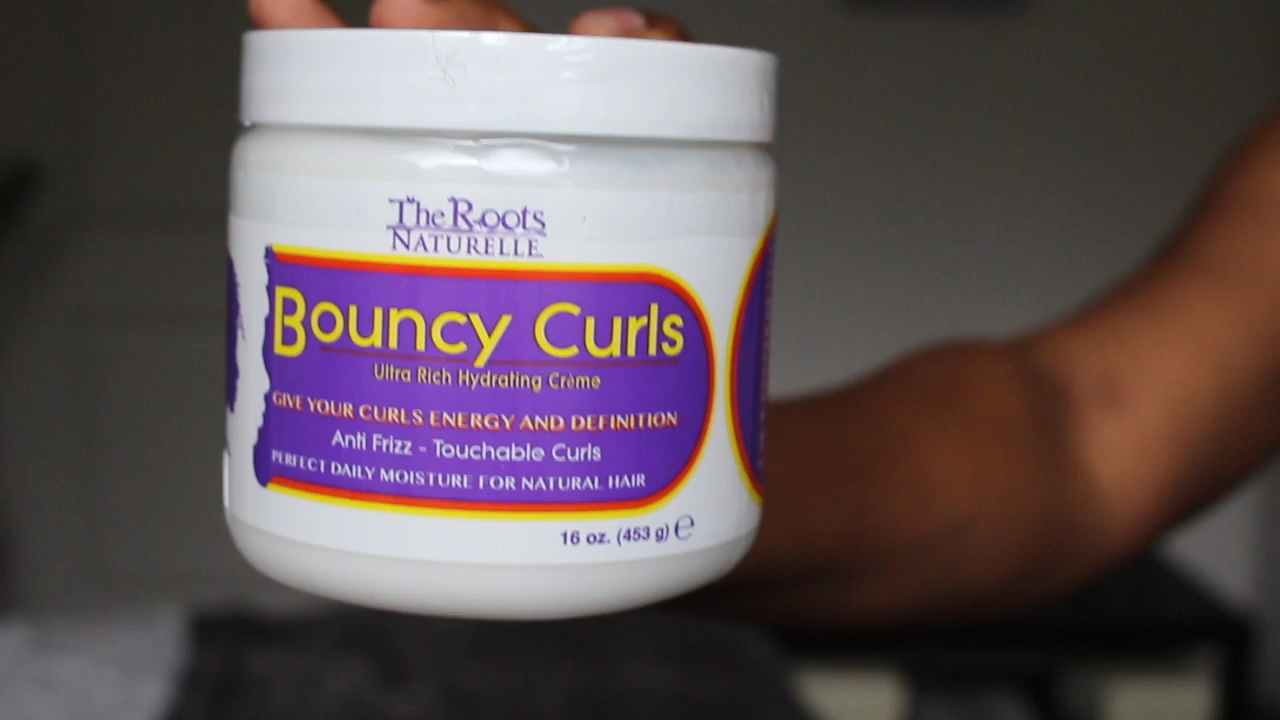 The Roots
NATURELLE
Bouncy Curls
Ultra Rich Hydrating Crème
GIVE YOUR CURLS ENERGY AND DEFINITION
Anti Frizz - Touchable Curls
PERFECT DAILY MOISTURE FOR NATURAL HAIR
16 oz. (453 g) ℮